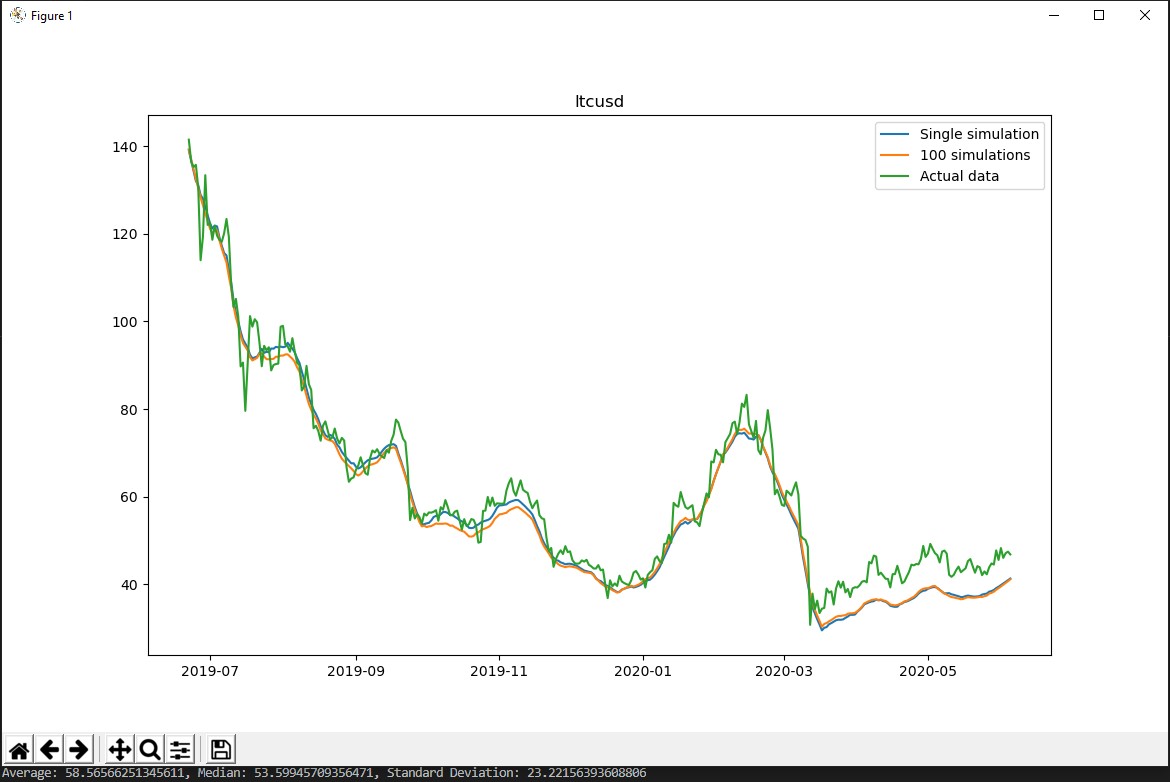 Figure 1
ltcusd
Single simulation
100 simulations
Actual data
140
120
100
80
60
40
2019-07 2019-09 2019-11 2020-01 2020-03 2020-05
Average: 58.56566251345611, Median: 53.59945709356471, Standard Deviation: 23.22156393608806